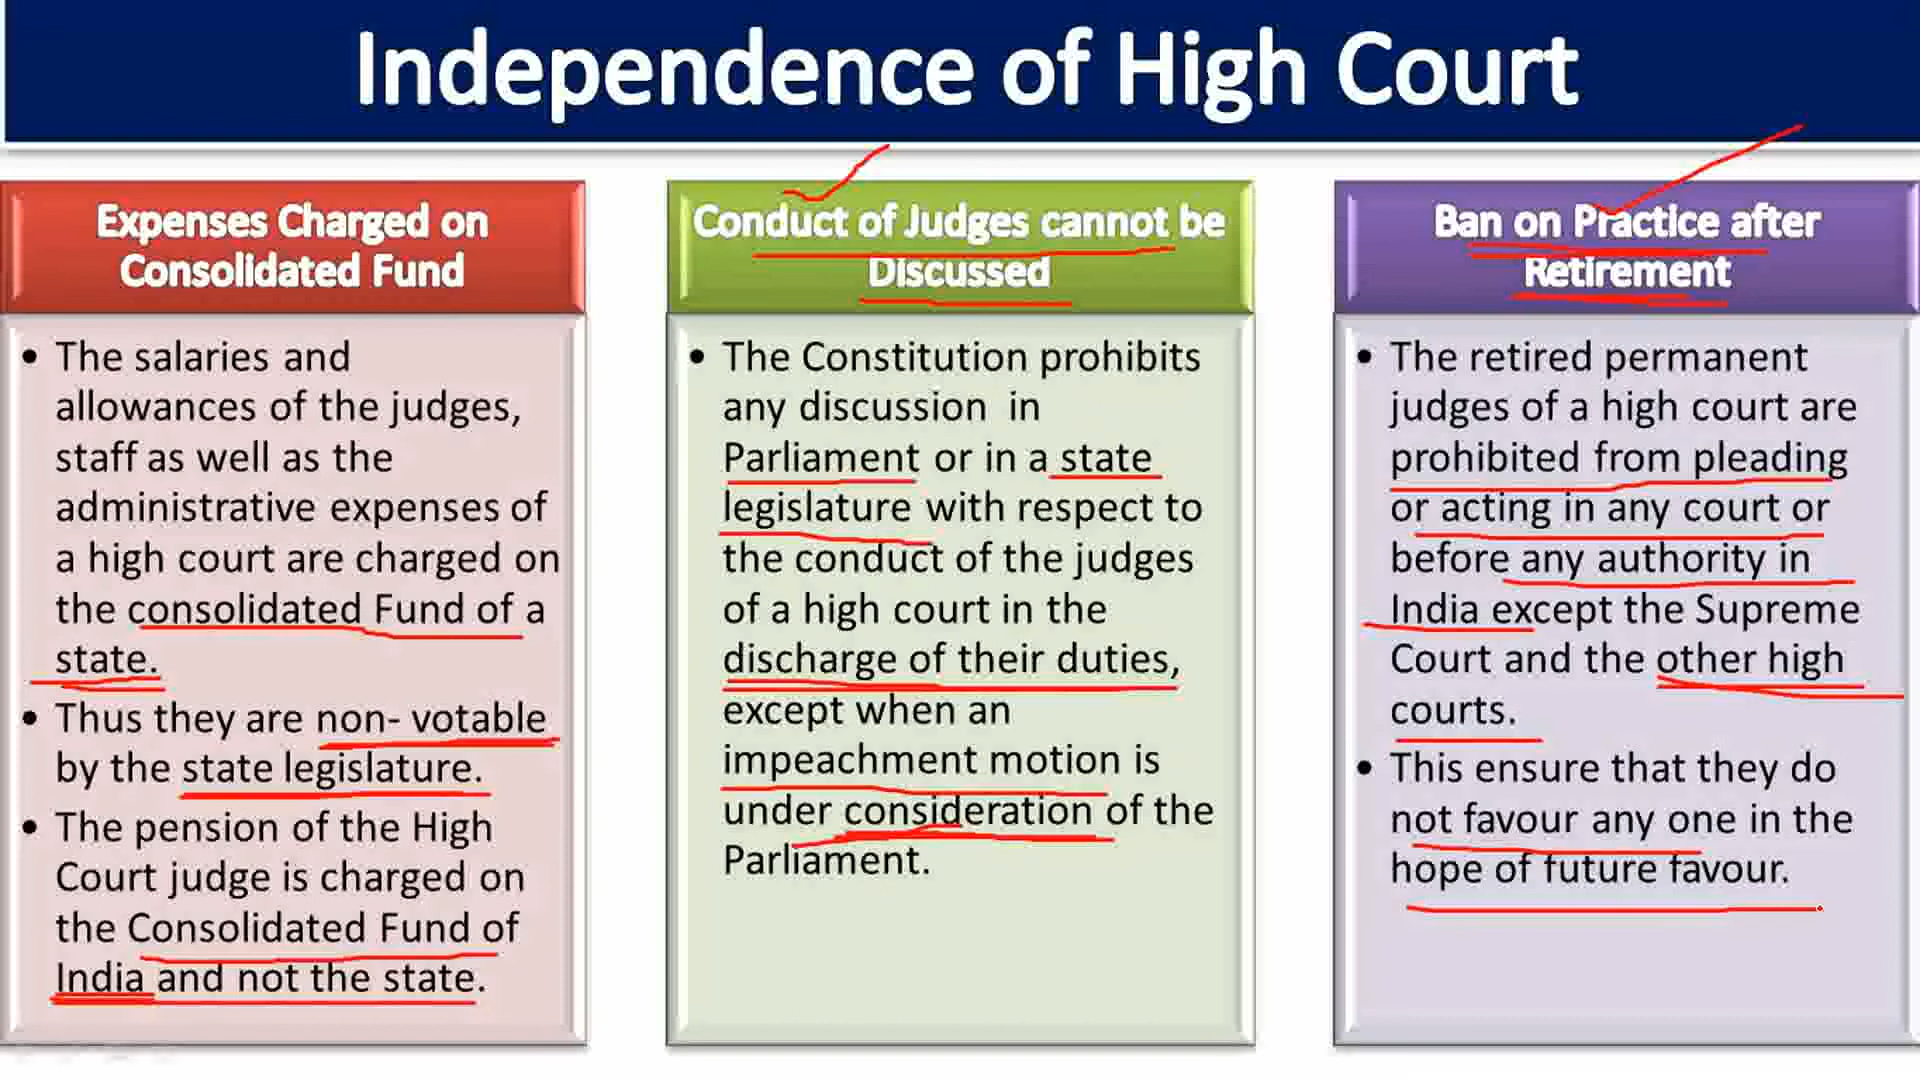 Independence of High Court
Expenses Charged on
Consolidated Fund
• The salaries and
allowances of the judges,
staff as well as the
administrative expenses of
a high court are charged on
the consolidated Fund of a
state.
• Thus they are non- votable
by the state legislature.
• The pension of the High
Court judge is charged on
the Consolidated Fund of
India and not the state.
Conduct of Judges cannot be
Discussed
• The Constitution prohibits
any discussion in
Parliament or in a state
legislature with respect to
the conduct of the judges
of a high court in the
discharge of their duties,
except when an
impeachment motion is
under consideration of the
Parliament.
Ban on Practice after
Retirement
• The retired permanent
judges of a high court are
prohibited from pleading
or acting in any court or
before any authority in
India except the Supreme
Court and the other high
courts.
• This ensure that they do
not favour any one in the
hope of future favour.